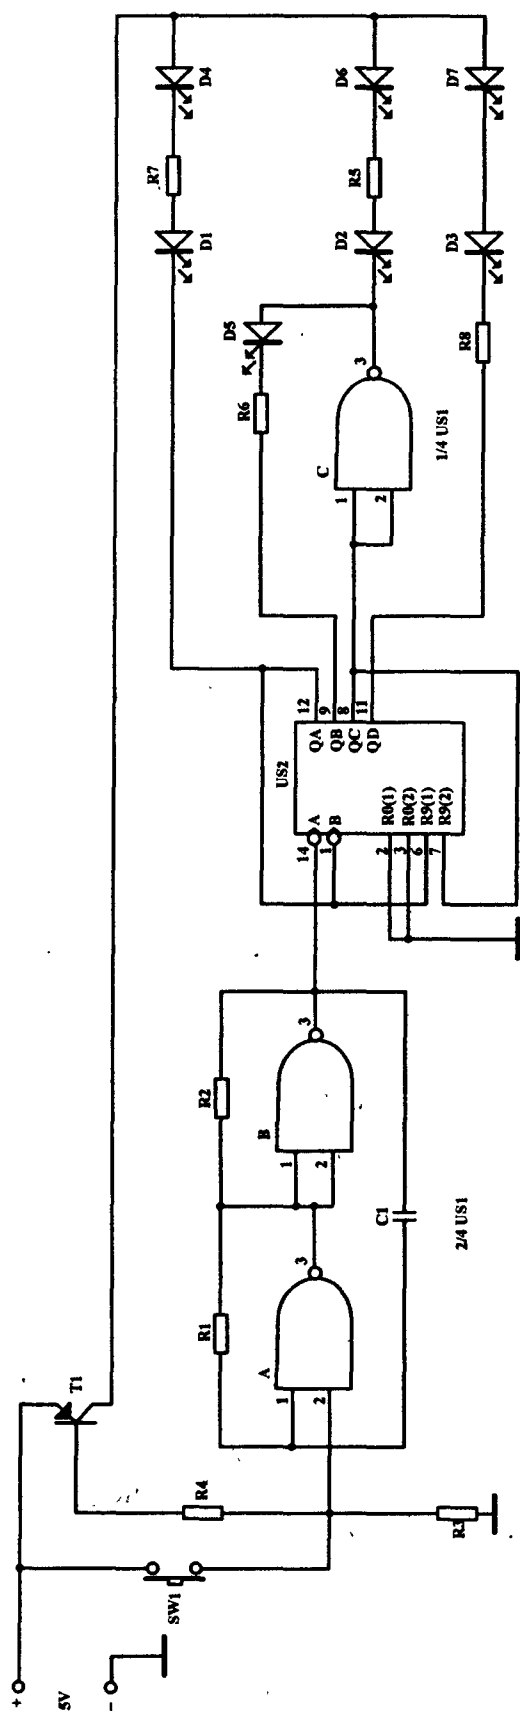 +
5V
-
SW1
T1
R4
R3
R1
R2
A
1
2
3
B
1
2
3
C1
2/4 US1
US2
14
A
1
B
2
R0(1)
3
R0(2)
6
R9(1)
7
R9(2)
12
QA
9
QB
8
QC
11
QD
R6
D5
C
1
2
3
1/4 US1
D1
R7
D4
D2
R5
D6
R8
D3
D7